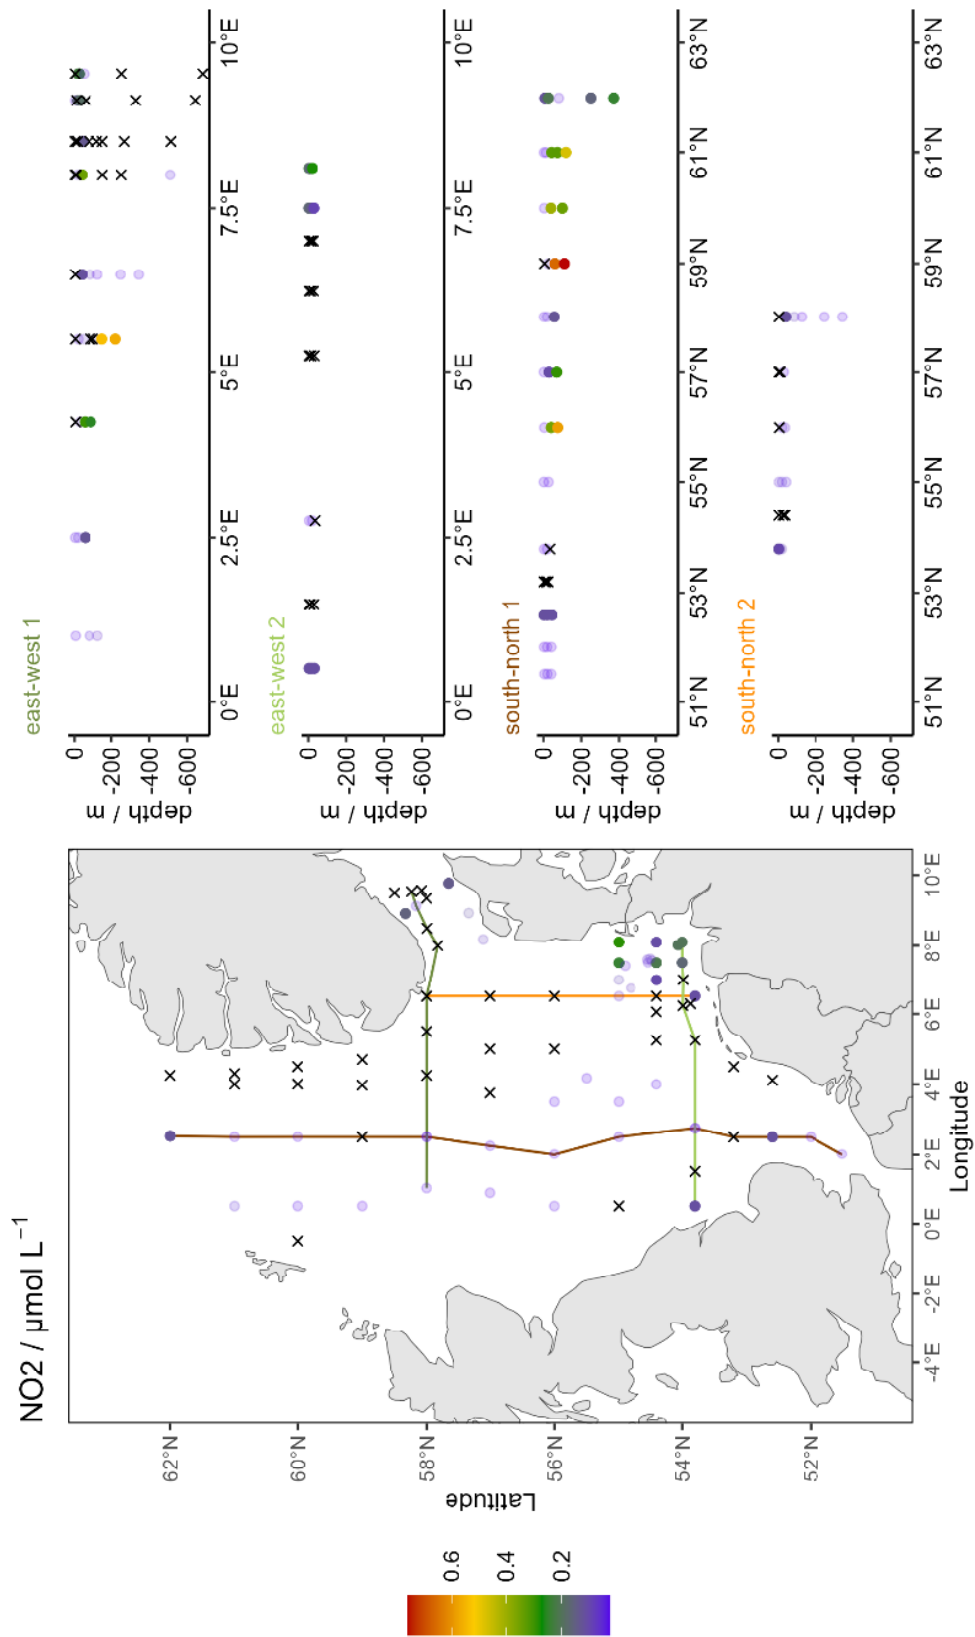 NO2 / µmol L⁻¹
62°N
60°N
58°N
56°N
54°N
52°N
Latitude
-4°E
-2°E
0°E
2°E
4°E
6°E
8°E
10°E
Longitude
0.6
0.4
0.2
east-west 1
0
-200
-400
-600
depth / m
0°E
2.5°E
5°E
7.5°E
10°E
east-west 2
0
-200
-400
-600
depth / m
0°E
2.5°E
5°E
7.5°E
10°E
south-north 1
0
-200
-400
-600
depth / m
51°N
53°N
55°N
57°N
59°N
61°N
63°N
south-north 2
0
-200
-400
-600
depth / m
51°N
53°N
55°N
57°N
59°N
61°N
63°N